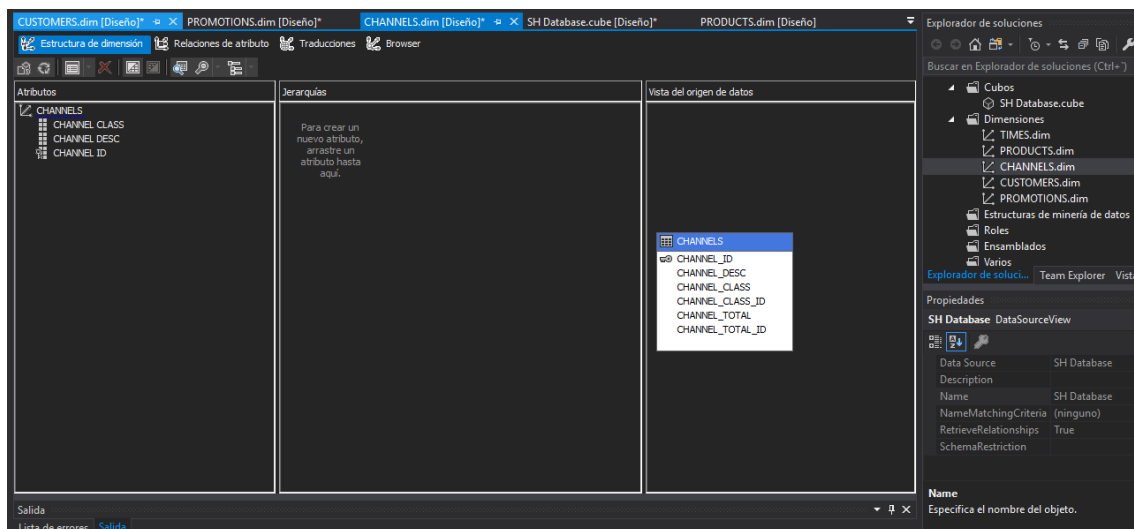 CUSTOMERS.dim [Diseño]*
PROMOTIONS.dim [Diseño]*
CHANNELS.dim [Diseño]*
SH Database.cube [Diseño]*
PRODUCTS.dim [Diseño]
Estructura de dimensión
Relaciones de atributo
Traducciones
Browser
Atributos
CHANNELS
CHANNEL CLASS
CHANNEL DESC
CHANNEL ID
Jerarquías
Para crear un
nuevo atributo,
arrastre un
atributo hasta
aquí.
Vista del origen de datos
CHANNELS
CHANNEL_ID
CHANNEL_DESC
CHANNEL_CLASS
CHANNEL_CLASS_ID
CHANNEL_TOTAL
CHANNEL_TOTAL_ID
Salida
Lista de errores Salida
Explorador de soluciones
Buscar en Explorador de soluciones (Ctrl+¨)
Cubos
SH Database.cube
Dimensiones
TIMES.dim
PRODUCTS.dim
CHANNELS.dim
CUSTOMERS.dim
PROMOTIONS.dim
Estructuras de minería de datos
Roles
Ensamblados
Varios
Explorador de soluci... Team Explorer Vista
Propiedades
SH Database DataSourceView
Data Source SH Database
Description
Name SH Database
NameMatchingCriteria (ninguno)
RetrieveRelationships True
SchemaRestriction
Name
Especifica el nombre del objeto.